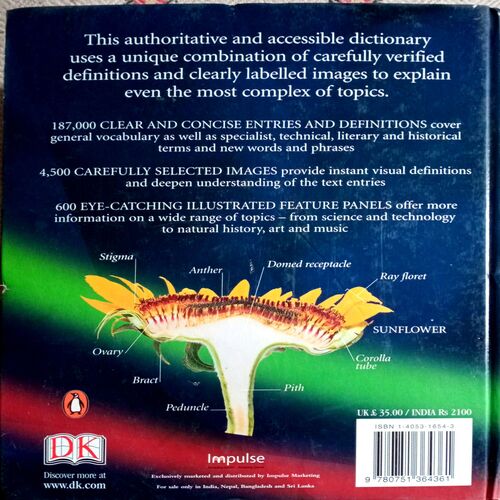 This authoritative and accessible dictionary
uses a unique combination of carefully verified
definitions and clearly labelled images to explain
even the most complex of topics.
187,000 CLEAR AND CONCISE ENTRIES AND DEFINITIONS cover
general vocabulary as well as specialist, technical, literary and historical
terms and new words and phrases
4,500 CAREFULLY SELECTED IMAGES provide instant visual definitions
and deepen understanding of the text entries
600 EYE-CATCHING ILLUSTRATED FEATURE PANELS offer more
information on a wide range of topics – from science and technology
to natural history, art and music
Stigma
Anther
Domed receptacle
Ray floret
SUNFLOWER
Ovary
Corolla
tube
Bract
Pith
Peduncle
UK £ 35.00 / INDIA Rs 2100
ISBN 1-4053-1654-3
9 780751 364361
DK
Discover more at
www.dk.com
Impulse
Exclusively marketed and distributed by Impulse Marketing
For sale only in India, Nepal, Bangladesh and Sri Lanka